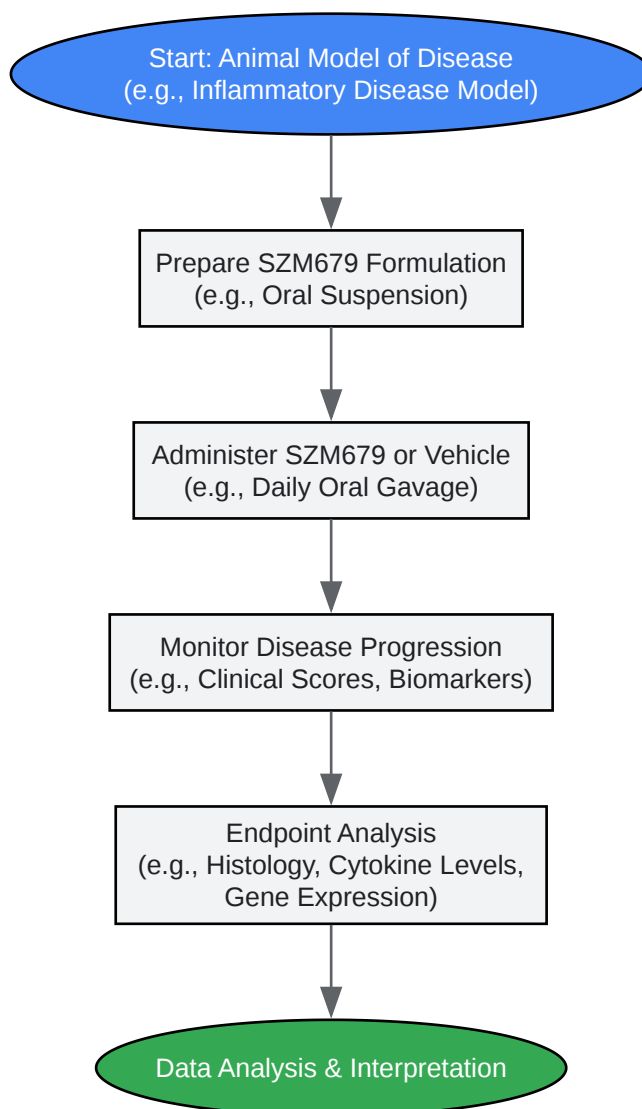 Start: Animal Model of Disease
(e.g., Inflammatory Disease Model)
Prepare SZM679 Formulation
(e.g., Oral Suspension)
Administer SZM679 or Vehicle
(e.g., Daily Oral Gavage)
Monitor Disease Progression
(e.g., Clinical Scores, Biomarkers)
Endpoint Analysis
(e.g., Histology, Cytokine Levels,
Gene Expression)
Data Analysis & Interpretation